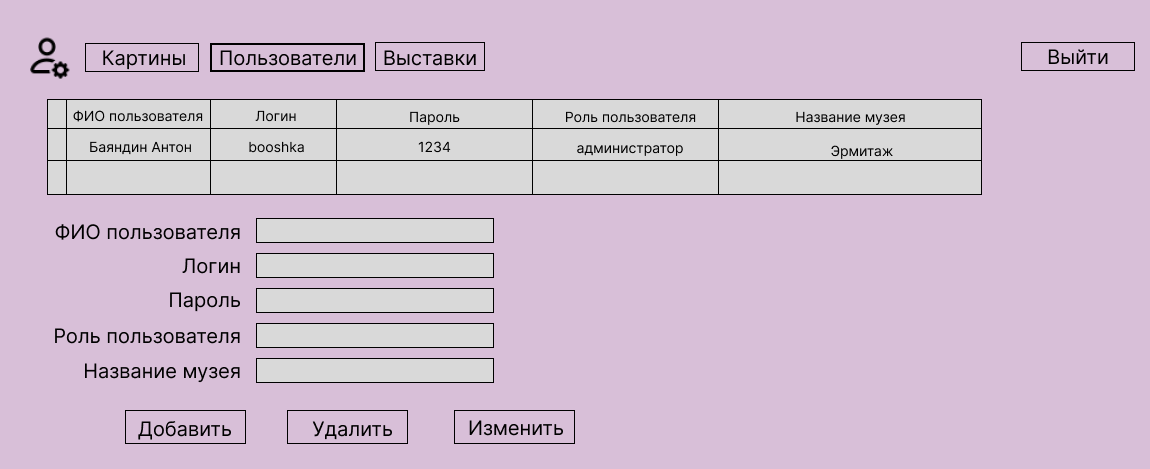 Картины Пользователи Выставки Выйти
ФИО пользователя Логин Пароль Роль пользователя Название музея
Баяндин Антон booshka 1234 администратор Эрмитаж
ФИО пользователя
Логин
Пароль
Роль пользователя
Название музея
Добавить Удалить Изменить